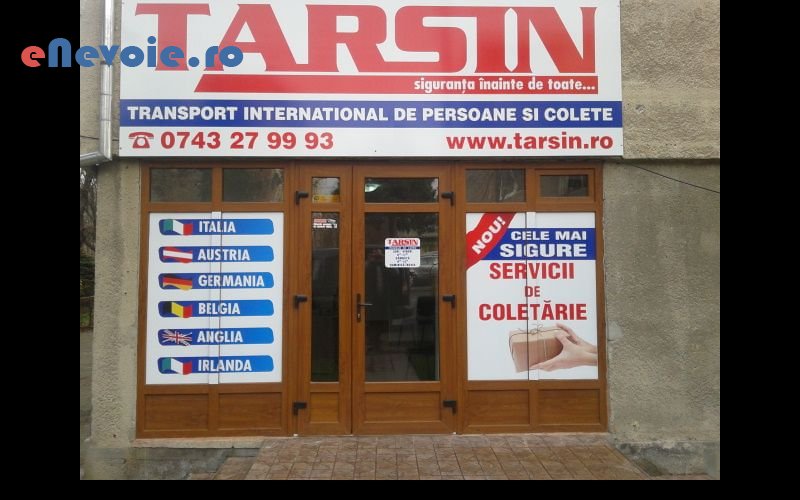 eNevoie.ro
TARSIN
siguranța înainte de toate...
TRANSPORT INTERNATIONAL DE PERSOANE SI COLETE
☎ 0743 27 99 93 www.tarsin.ro
ITALIA
AUSTRIA
GERMANIA
BELGIA
ANGLIA
IRLANDA
TARSIN
NOU!
CELE MAI
SIGURE
SERVICII
DE
COLETĂRIE